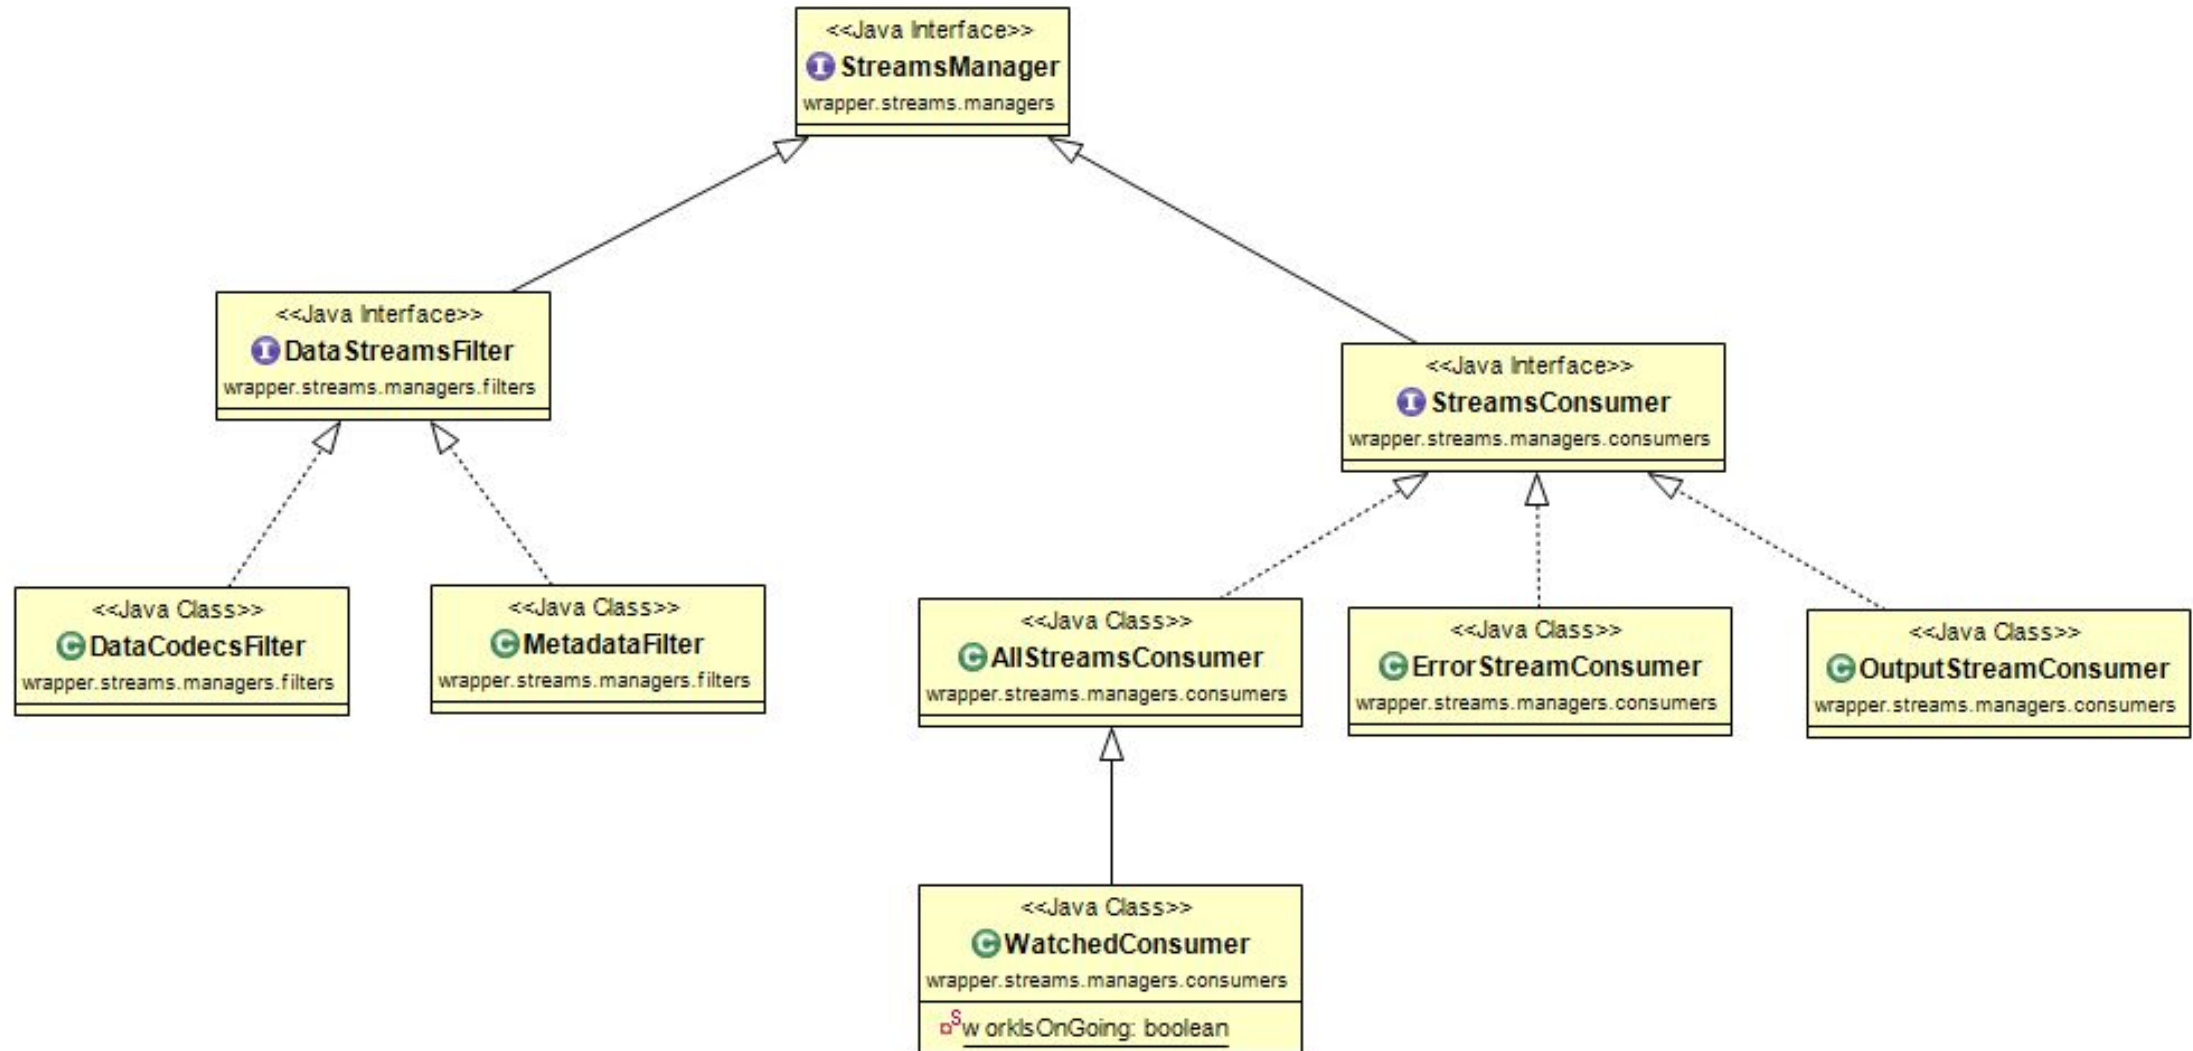 <<Java Interface>>
StreamsManager
wrapper.streams.managers
<<Java Interface>>
DataStreamsFilter
wrapper.streams.managers.filters
<<Java Interface>>
StreamsConsumer
wrapper.streams.managers.consumers
<<Java Class>>
DataCodecsFilter
wrapper.streams.managers.filters
<<Java Class>>
MetadataFilter
wrapper.streams.managers.filters
<<Java Class>>
AllStreamsConsumer
wrapper.streams.managers.consumers
<<Java Class>>
ErrorStreamConsumer
wrapper.streams.managers.consumers
<<Java Class>>
OutputStreamConsumer
wrapper.streams.managers.consumers
<<Java Class>>
WatchedConsumer
wrapper.streams.managers.consumers
workIsOnGoing: boolean